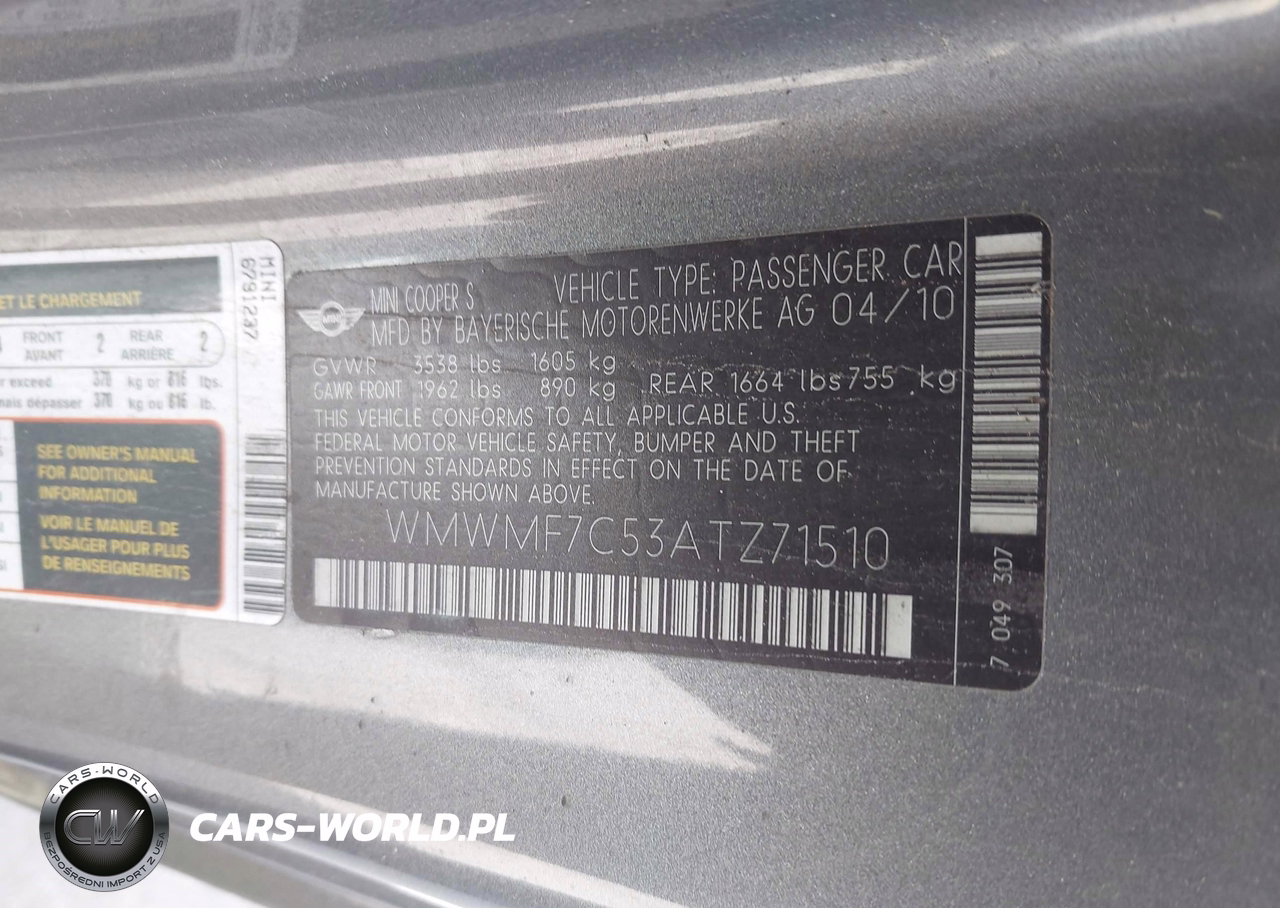 ET LE CHARGEMENT
FRONT 2 REAR 2
AVANT ARRIÈRE
r exceed 370 kg or 816 lbs.
nais dépasser 370 kg ou 816 lb.
SEE OWNER'S MANUAL
FOR ADDITIONAL
INFORMATION
VOIR LE MANUEL DE
L'USAGER POUR PLUS
DE RENSEIGNEMENTS
MINI
6791237
MINI COOPER S VEHICLE TYPE: PASSENGER CAR
MFD BY BAYERISCHE MOTORENWERKE AG 04/10
GVWR 3538 lbs 1605 kg
GAWR FRONT 1962 lbs 890 kg REAR 1664 lbs 755 kg
THIS VEHICLE CONFORMS TO ALL APPLICABLE U.S.
FEDERAL MOTOR VEHICLE SAFETY, BUMPER AND THEFT
PREVENTION STANDARDS IN EFFECT ON THE DATE OF
MANUFACTURE SHOWN ABOVE.
WMWMF7C53ATZ71510
7 049 307
CARS-WORLD
CW
BEZPOŚREDNI IMPORT Z USA
CARS-WORLD.PL